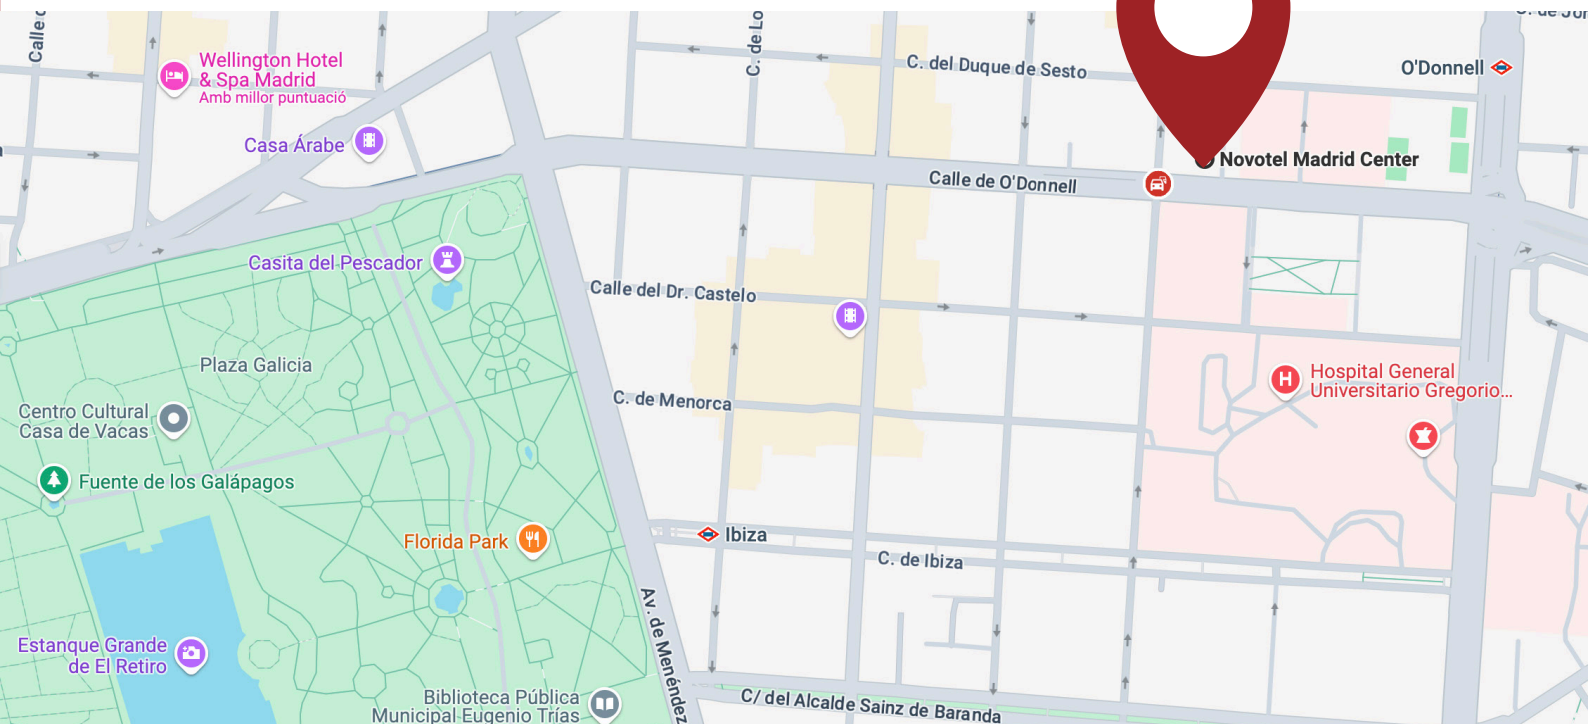 Calle
C. de Lo
Wellington Hotel
& Spa Madrid
Amb millor puntuació
C. del Duque de Sesto
O'Donnell
Casa Árabe
Novotel Madrid Center
Calle de O'Donnell
Casita del Pescador
Calle del Dr. Castelo
Plaza Galicia
Hospital General
Universitario Gregorio...
H
C. de Menorca
Centro Cultural
Casa de Vacas
Fuente de los Galápagos
Florida Park
Ibiza
C. de Ibiza
Av. de Menéndez
Estanque Grande
de El Retiro
Biblioteca Pública
Municipal Eugenio Trías
C/ del Alcalde Sainz de Baranda